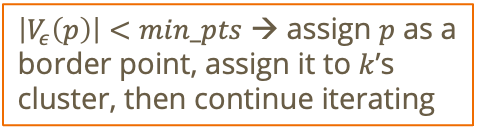 |V_ϵ(p)| < min_pts → assign p as a
border point, assign it to k's
cluster, then continue iterating